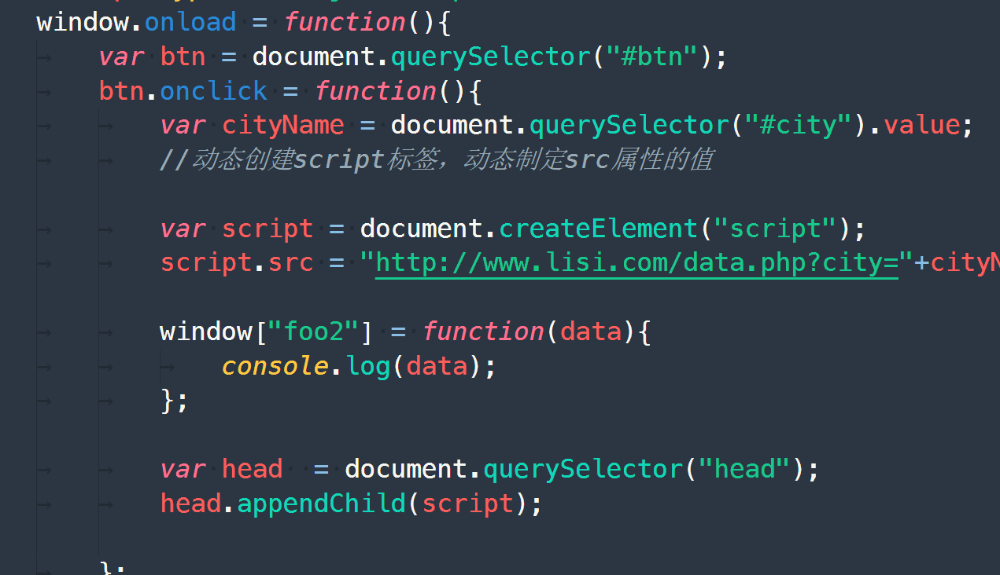 window.onload = function(){
var btn = document.querySelector("#btn");
btn.onclick = function(){
var cityName = document.querySelector("#city").value;
//动态创建script标签，动态制定src属性的值
var script = document.createElement("script");
script.src = "http://www.lisi.com/data.php?city="+cityN
window["foo2"] = function(data){
console.log(data);
};
var head  = document.querySelector("head");
head.appendChild(script);
};